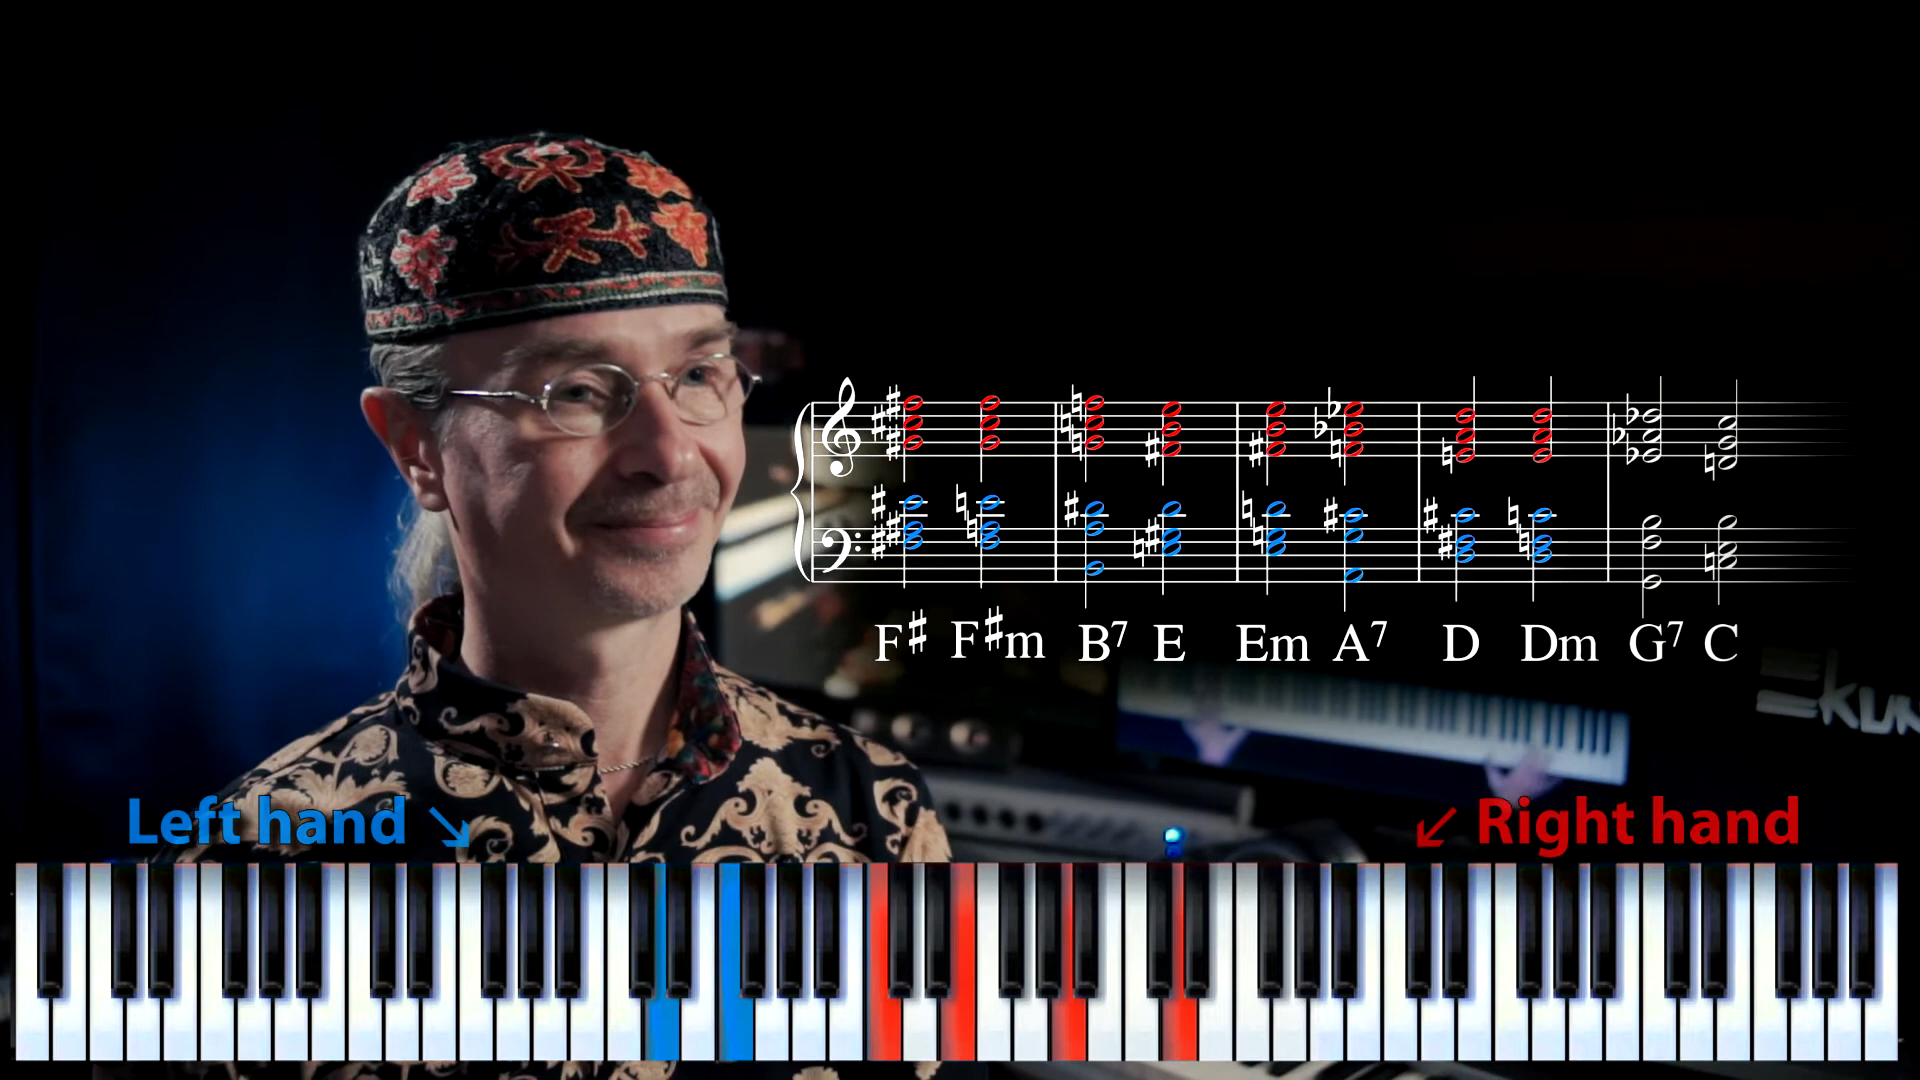 F♯ F♯m B7 E Em A7 D Dm G7 C
Left hand ↘
↙ Right hand